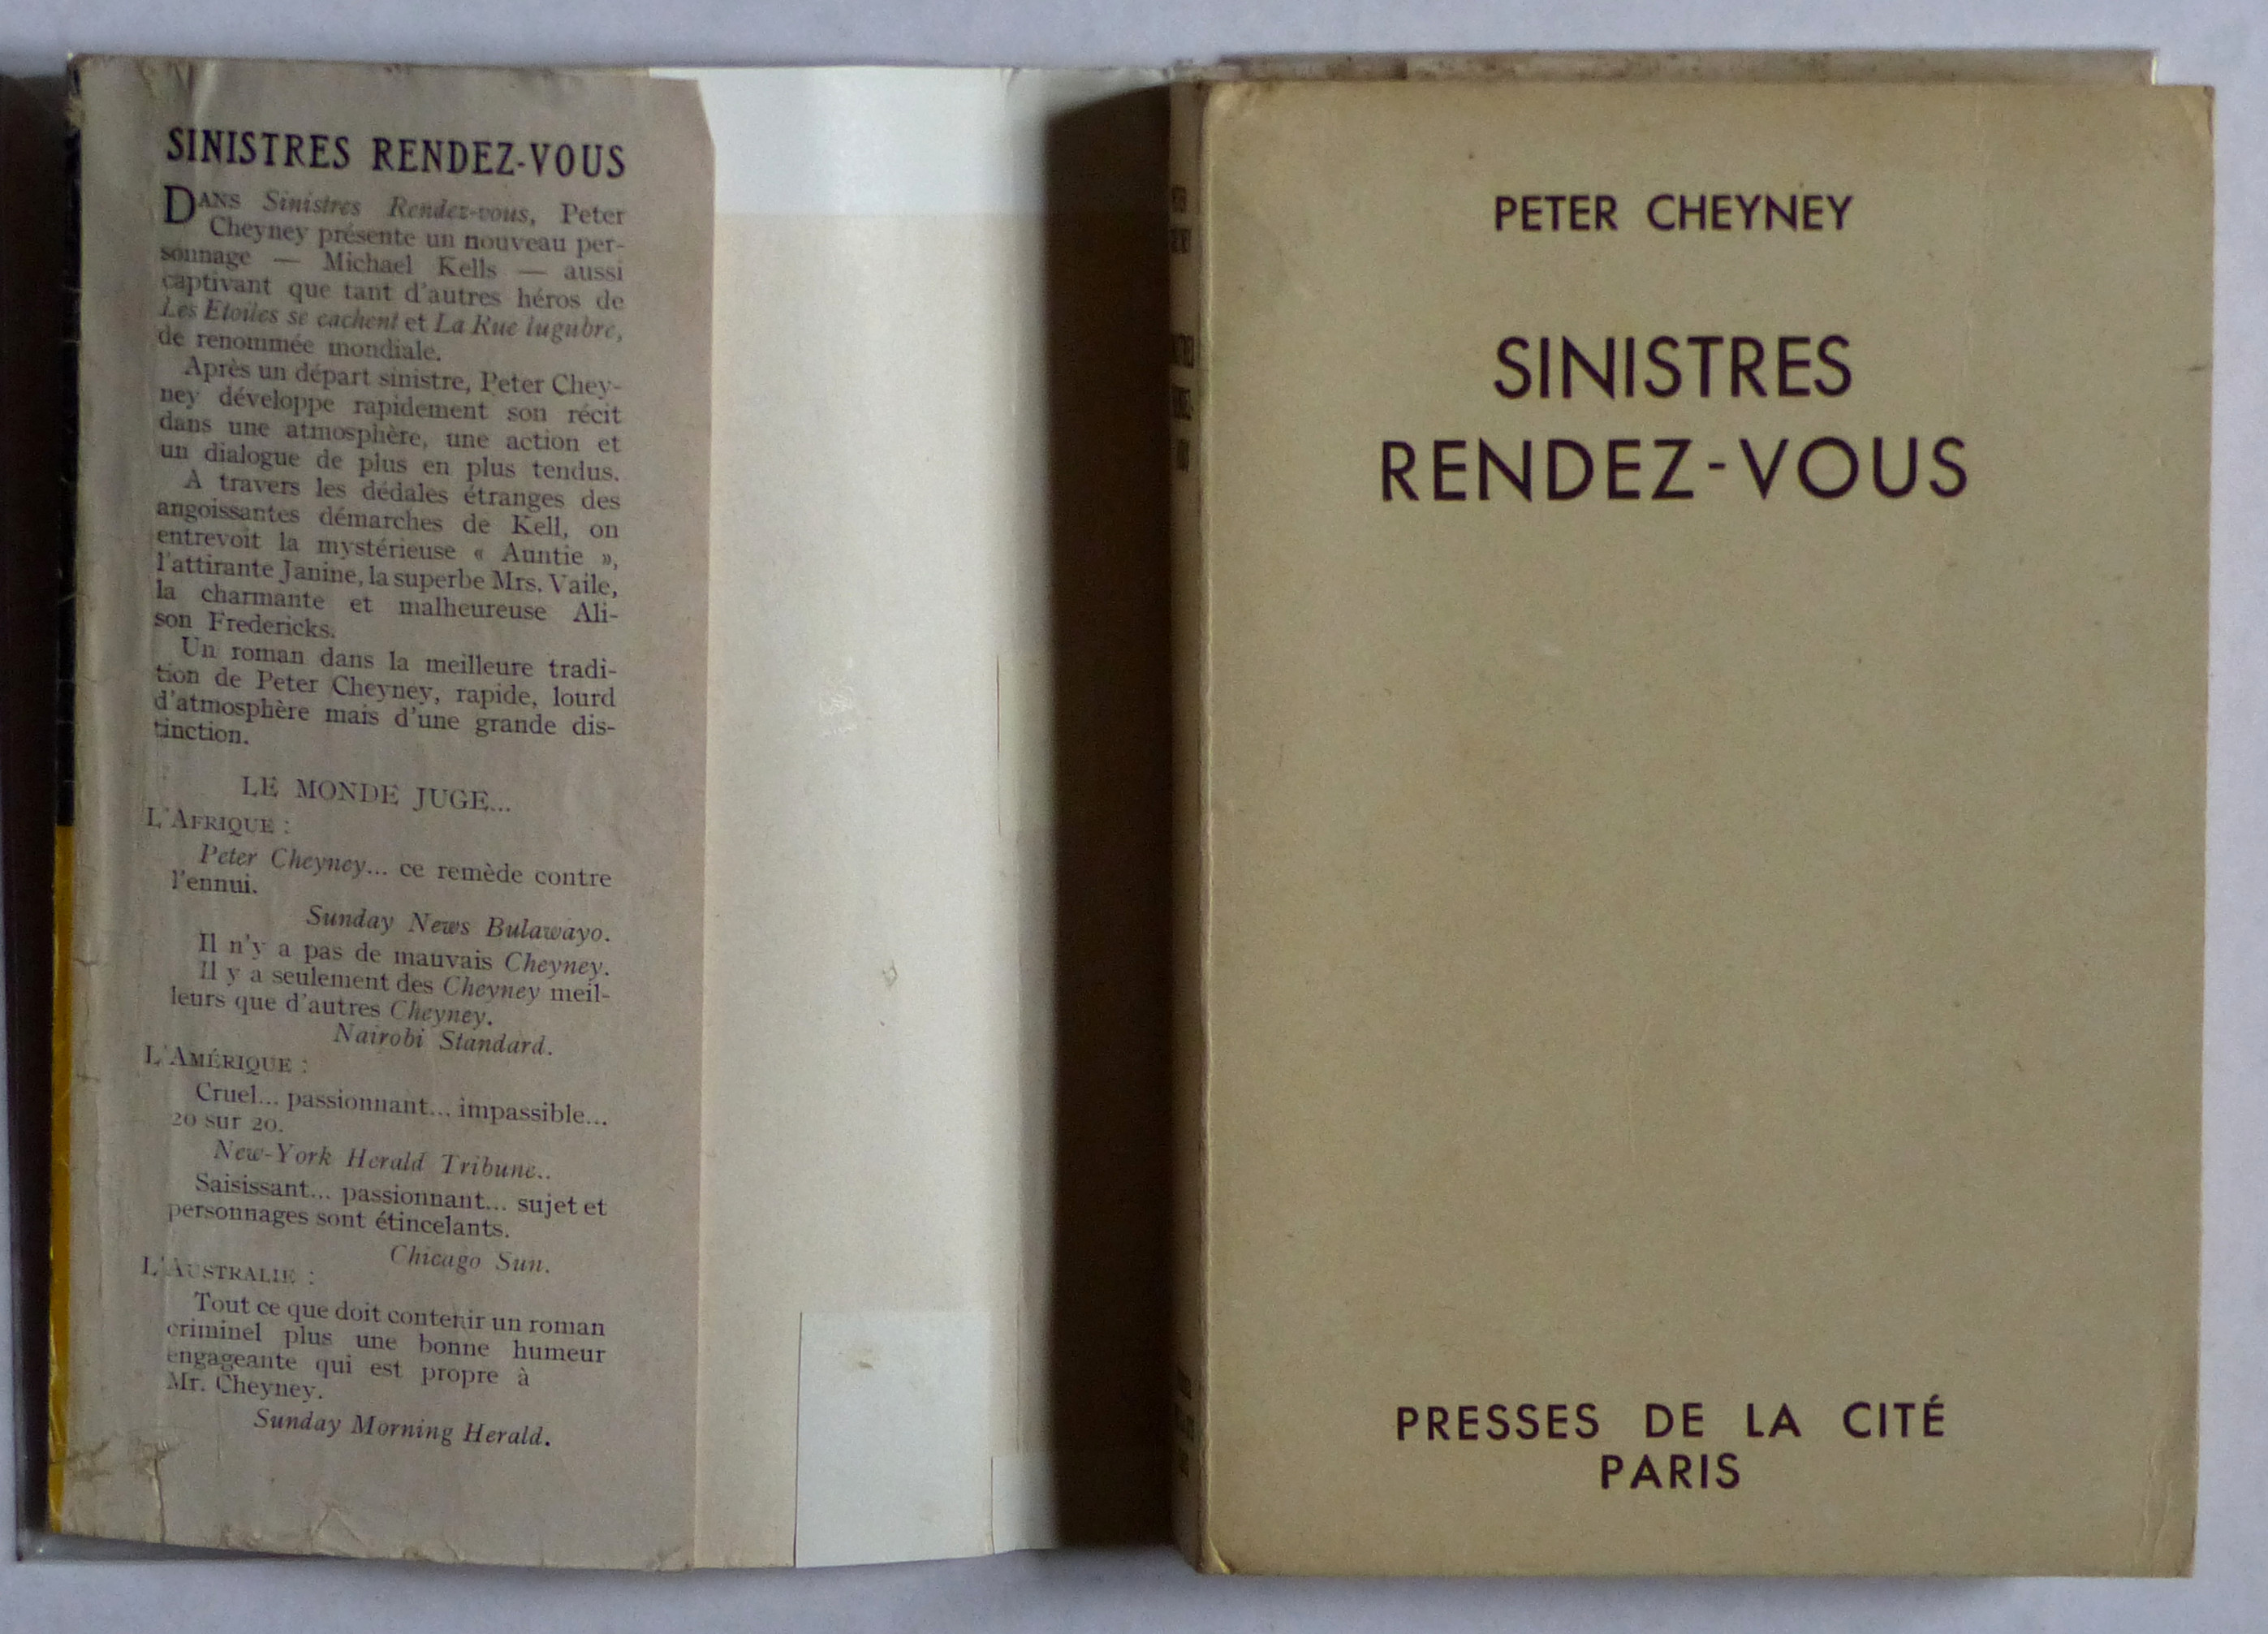 SINISTRES RENDEZ-VOUS
DANS Sinistres Rendez-vous, Peter
Cheyney présente un nouveau per-
sonnage — Michael Kells — aussi
captivant que tant d'autres héros de
Les Etoiles se cachent et La Rue lugubre,
de renommée mondiale.
Après un départ sinistre, Peter Chey-
ney développe rapidement son récit
dans une atmosphère, une action et
un dialogue de plus en plus tendus.
A travers les dédales étranges des
angoissantes démarches de Kell, on
entrevoit la mystérieuse « Auntie »,
l'attirante Janine, la superbe Mrs. Vaile,
la charmante et malheureuse Ali-
son Fredericks.
Un roman dans la meilleure tradi-
tion de Peter Cheyney, rapide, lourd
d'atmosphère mais d'une grande dis-
tinction.
LE MONDE JUGE...
L'AFRIQUE :
Peter Cheyney... ce remède contre
l'ennui.
Sunday News Bulawayo.
Il n'y a pas de mauvais Cheyney.
Il y a seulement des Cheyney meil-
leurs que d'autres Cheyney.
Nairobi Standard.
L'AMÉRIQUE :
Cruel... passionnant... impassible...
20 sur 20.
New-York Herald Tribune..
Saisissant... passionnant... sujet et
personnages sont étincelants.
Chicago Sun.
L'AUSTRALIE :
Tout ce que doit contenir un roman
criminel plus une bonne humeur
engageante qui est propre à
Mr. Cheyney.
Sunday Morning Herald.
PETER CHEYNEY
SINISTRES
RENDEZ-VOUS
PRESSES DE LA CITÉ
PARIS